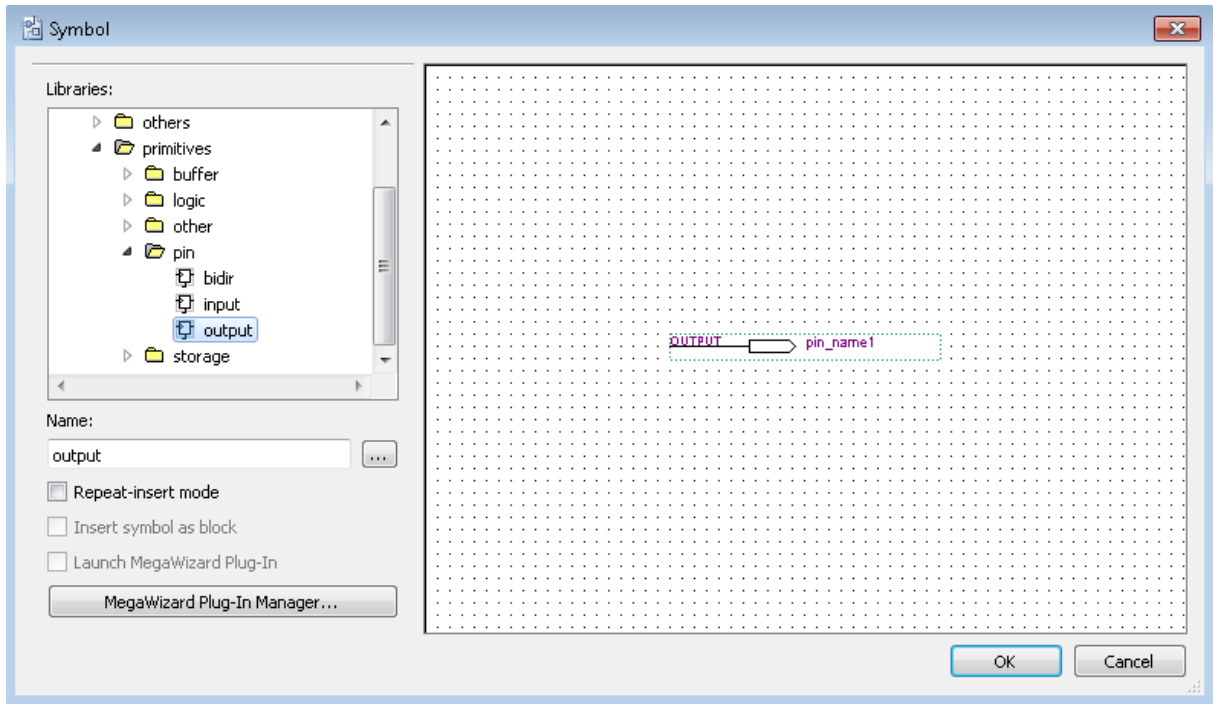 Symbol
Libraries:
others
primitives
buffer
logic
other
pin
bidir
input
output
storage
Name:
output
...
Repeat-insert mode
Insert symbol as block
Launch MegaWizard Plug-In
MegaWizard Plug-In Manager...
OUTPUT pin_name1
OK Cancel